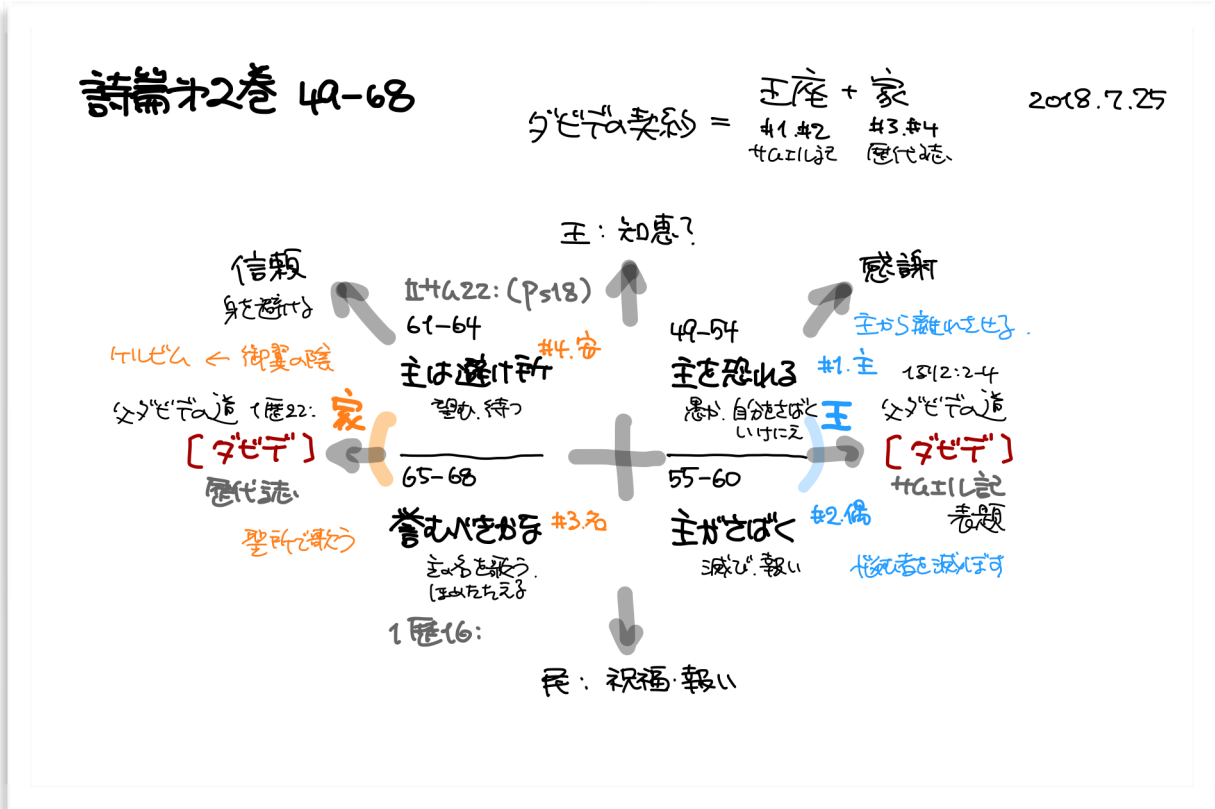 詩篇第2巻 49-68
ダビデの契約 = 王座 + 家
#1.#2 #3.#4
サムエル記 歴代誌
2018.7.25
王:知恵?
信頼
身を避ける
ケルビム ← 御翼の陰
父ダビデの道 1歴22: 家
[ダビデ]
歴代誌
聖所で歌う
IIサム22:(Ps18)
61-64
主は避け所 #4.安
望む、待つ
65-68
誉むべきかな #3.名
主の名を歌う.
ほめたたえる
1歴16:
感謝
主から離れさせる.
49-54
主を恐れる #1.主
愚か、自分をさばく
いけにえ
王
父ダビデの道
[ダビデ]
サムエル記
表題
55-60
主がさばく #2.偶
滅び、報い
者を滅ぼす
民:祝福・報い